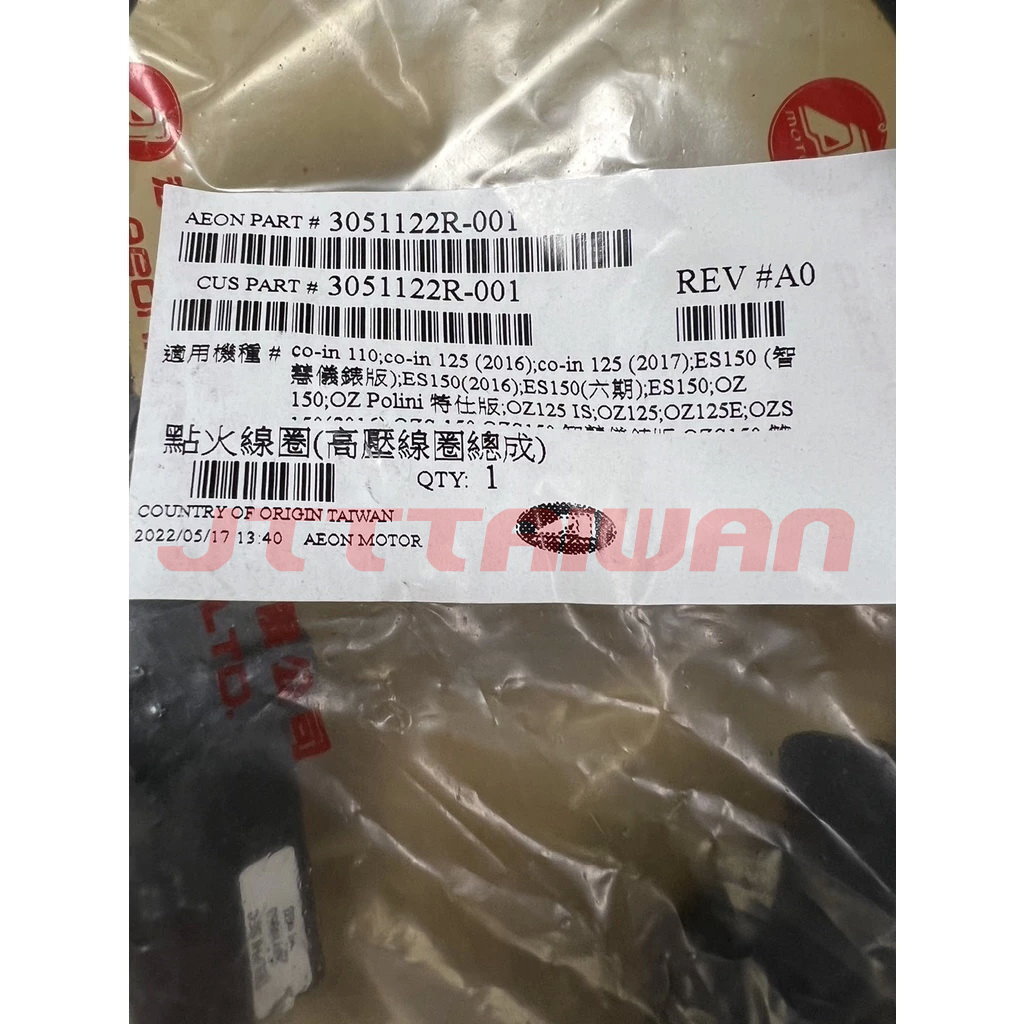 AEON PART # 3051122R-001
CUS PART # 3051122R-001
REV #A0
適用機種 # co-in 110;co-in 125 (2016);co-in 125 (2017);ES150 (智
慧儀錶版);ES150(2016);ES150(六期);ES150;OZ
150;OZ Polini 特仕版;OZ125 IS;OZ125;OZ125E;OZS
點火線圈(高壓線圈總成)
QTY: 1
COUNTRY OF ORIGIN TAIWAN
2022/05/17 13:40 AEON MOTOR
JTTTAIWAN
公司
LTD.